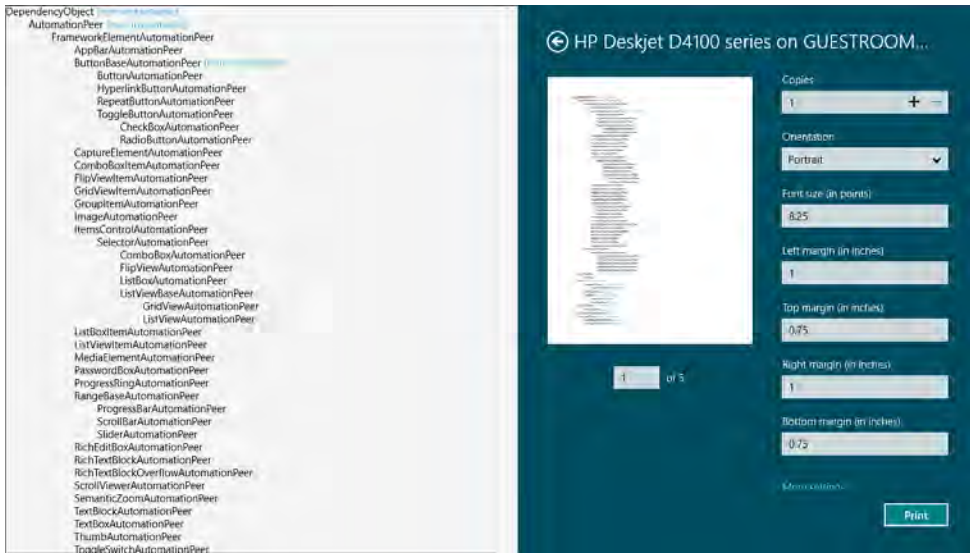 DependencyObject
AutomationPeer
FrameworkElementAutomationPeer
AppBarAutomationPeer
ButtonBaseAutomationPeer
ButtonAutomationPeer
HyperlinkButtonAutomationPeer
RepeatButtonAutomationPeer
ToggleButtonAutomationPeer
CheckBoxAutomationPeer
RadioButtonAutomationPeer
CaptureElementAutomationPeer
ComboBoxItemAutomationPeer
FlipViewItemAutomationPeer
GridViewItemAutomationPeer
GroupItemAutomationPeer
ImageAutomationPeer
ItemsControlAutomationPeer
SelectorAutomationPeer
ComboBoxAutomationPeer
FlipViewAutomationPeer
ListBoxAutomationPeer
ListViewBaseAutomationPeer
GridViewAutomationPeer
ListViewAutomationPeer
ListBoxItemAutomationPeer
ListViewItemAutomationPeer
MediaElementAutomationPeer
PasswordBoxAutomationPeer
ProgressRingAutomationPeer
RangeBaseAutomationPeer
ProgressBarAutomationPeer
ScrollBarAutomationPeer
SliderAutomationPeer
RichEditBoxAutomationPeer
RichTextBlockAutomationPeer
RichTextBlockOverflowAutomationPeer
ScrollViewerAutomationPeer
SemanticZoomAutomationPeer
TextBlockAutomationPeer
TextBoxAutomationPeer
ThumbAutomationPeer
ToggleSwitchAutomationPeer
HP Deskjet D4100 series on GUESTROOM...
Copies
1
Orientation
Portrait
Font size (in points)
8.25
Left margin (in inches)
1
Top margin (in inches)
0.75
Right margin (in inches)
1
Bottom margin (in inches)
0.75
More settings
Print
1 of 5